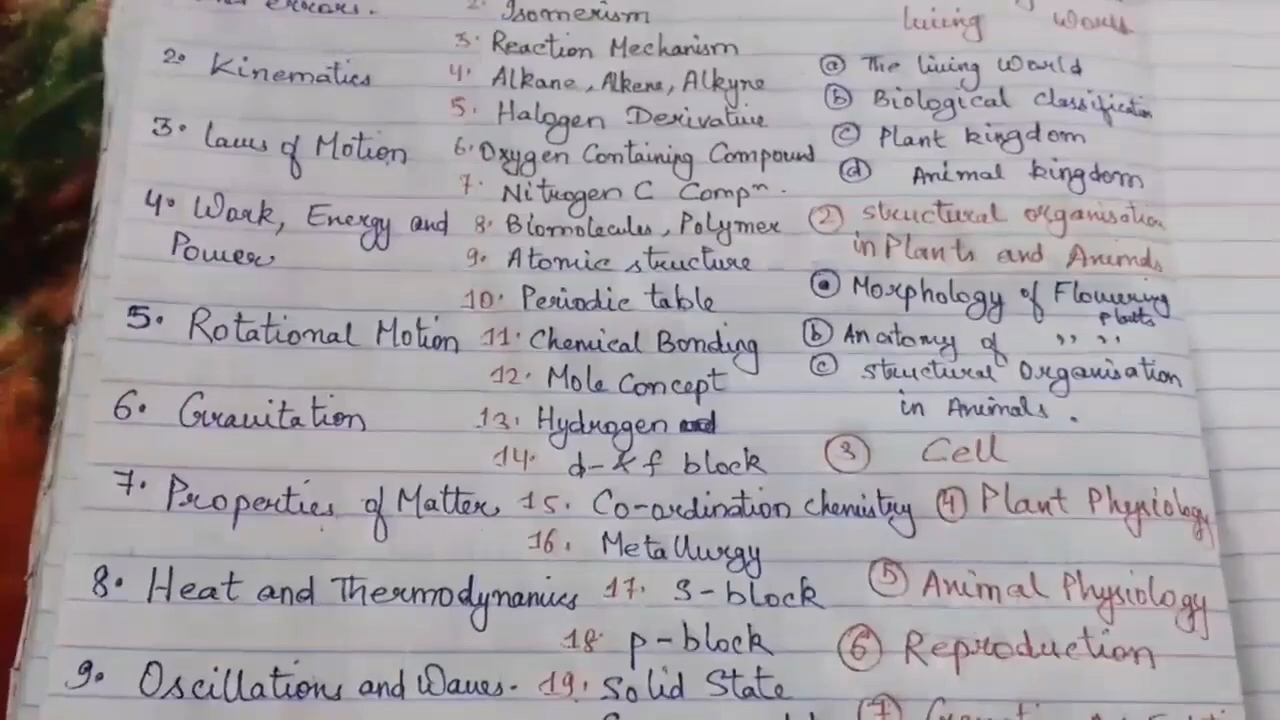 errors.
2. Kinematics
3. Laws of Motion
4. Work, Energy and
Power
5. Rotational Motion
6. Gravitation
7. Properties of Matter
8. Heat and Thermodynamics
9. Oscillations and Waves.
2. Isomerism
3. Reaction Mechanism
4. Alkane, Alkene, Alkyne
5. Halogen Derivative
6. Oxygen Containing Compound
7. Nitrogen C Compn.
8. Biomolecules, Polymer
9. Atomic structure
10. Periodic table
11. Chemical Bonding
12. Mole Concept
13. Hydrogen
14. d-&f block
15. Co-ordination chemistry
16. Metallurgy
17. S-block
18. p-block
19. Solid State
living
a The living world
b Biological classification
c Plant kingdom
d Animal kingdom
2 structural organisation
in Plants and Animals
a Morphology of Flowering
plants
b Anatomy of ,, ,,
c structural Organisation
in Animals.
3 Cell
4 Plant Physiology
5 Animal Physiology
6 Reproduction
7